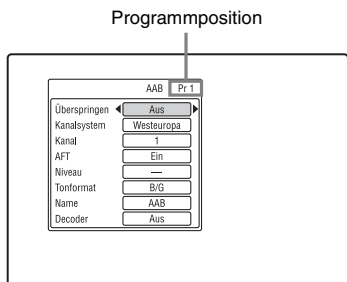 Programmposition
AAB Pr 1
Überspringen Aus
Kanalsystem Westeuropa
Kanal 1
AFT Ein
Niveau —
Tonformat B/G
Name AAB
Decoder Aus